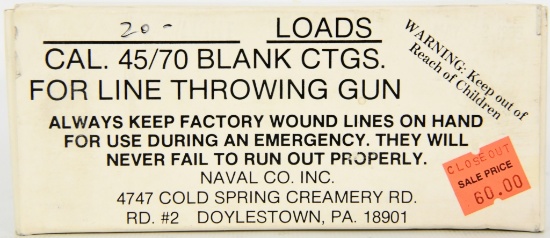 20- LOADS
CAL. 45/70 BLANK CTGS.
FOR LINE THROWING GUN
WARNING: Keep out of
Reach of Children
ALWAYS KEEP FACTORY WOUND LINES ON HAND
FOR USE DURING AN EMERGENCY. THEY WILL
NEVER FAIL TO RUN OUT PROPERLY.
NAVAL CO. INC.
4747 COLD SPRING CREAMERY RD.
RD. #2 DOYLESTOWN, PA. 18901
CLOSEOUT
SALE PRICE
60.00